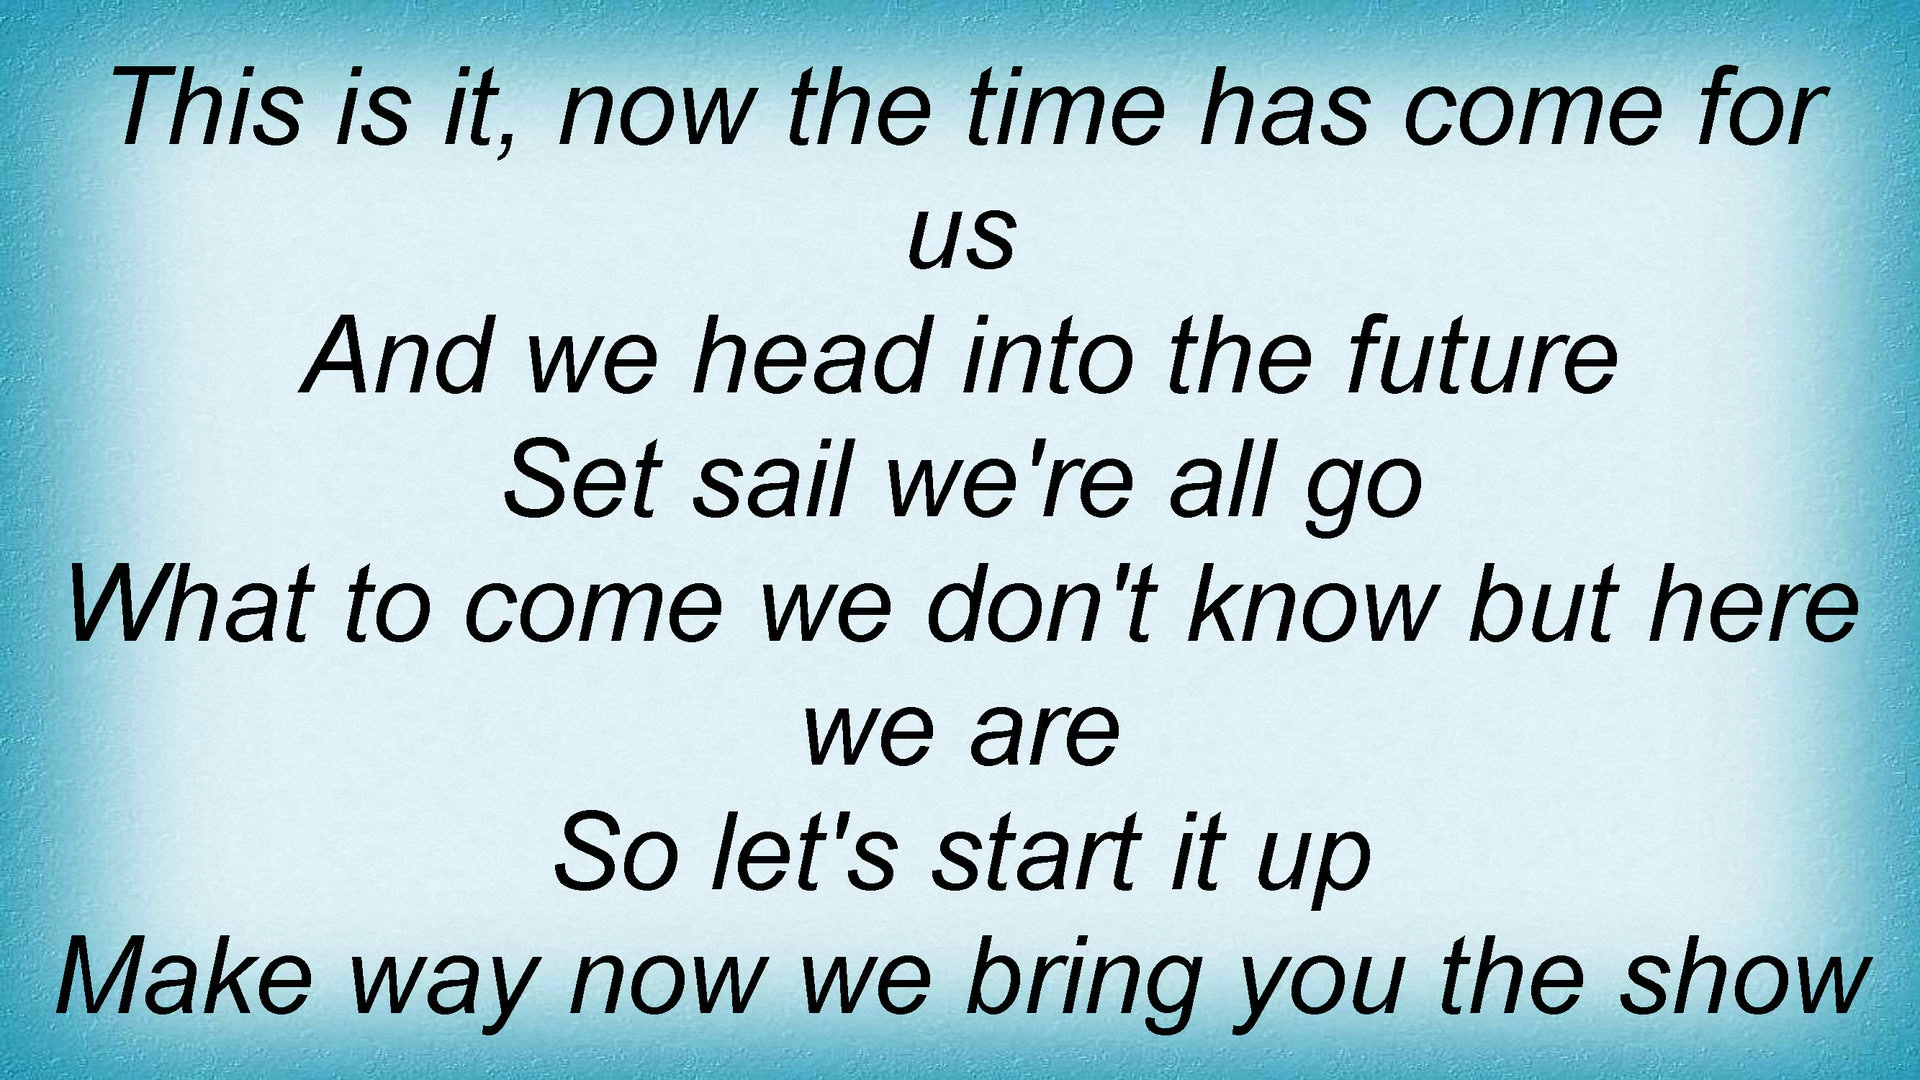 This is it, now the time has come for
us
And we head into the future
Set sail we're all go
What to come we don't know but here
we are
So let's start it up
Make way now we bring you the show